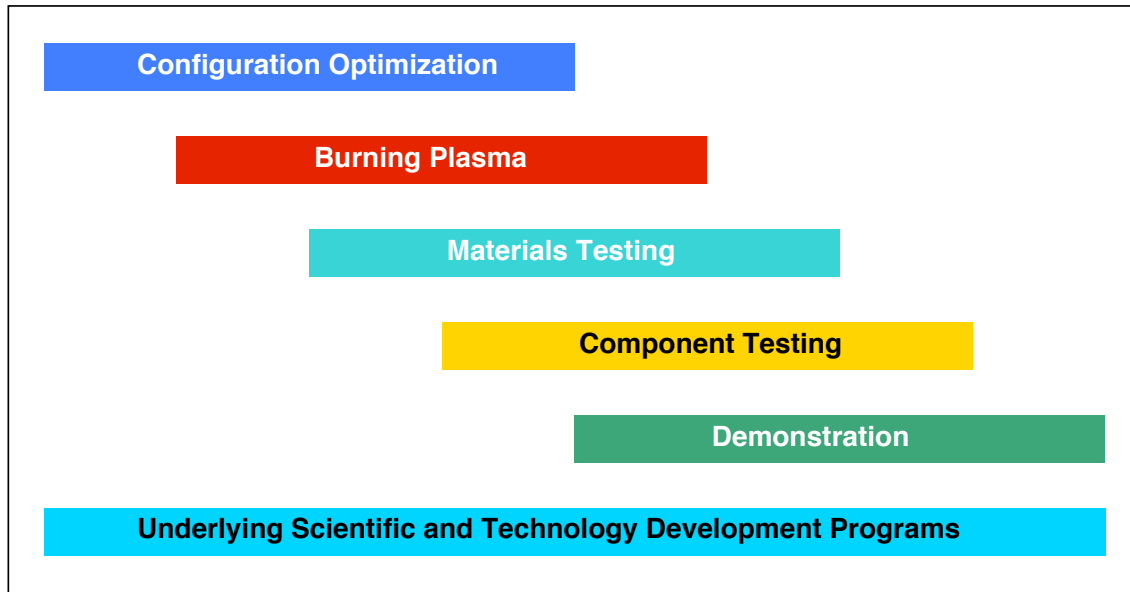 Configuration Optimization
Burning Plasma
Materials Testing
Component Testing
Demonstration
Underlying Scientific and Technology Development Programs